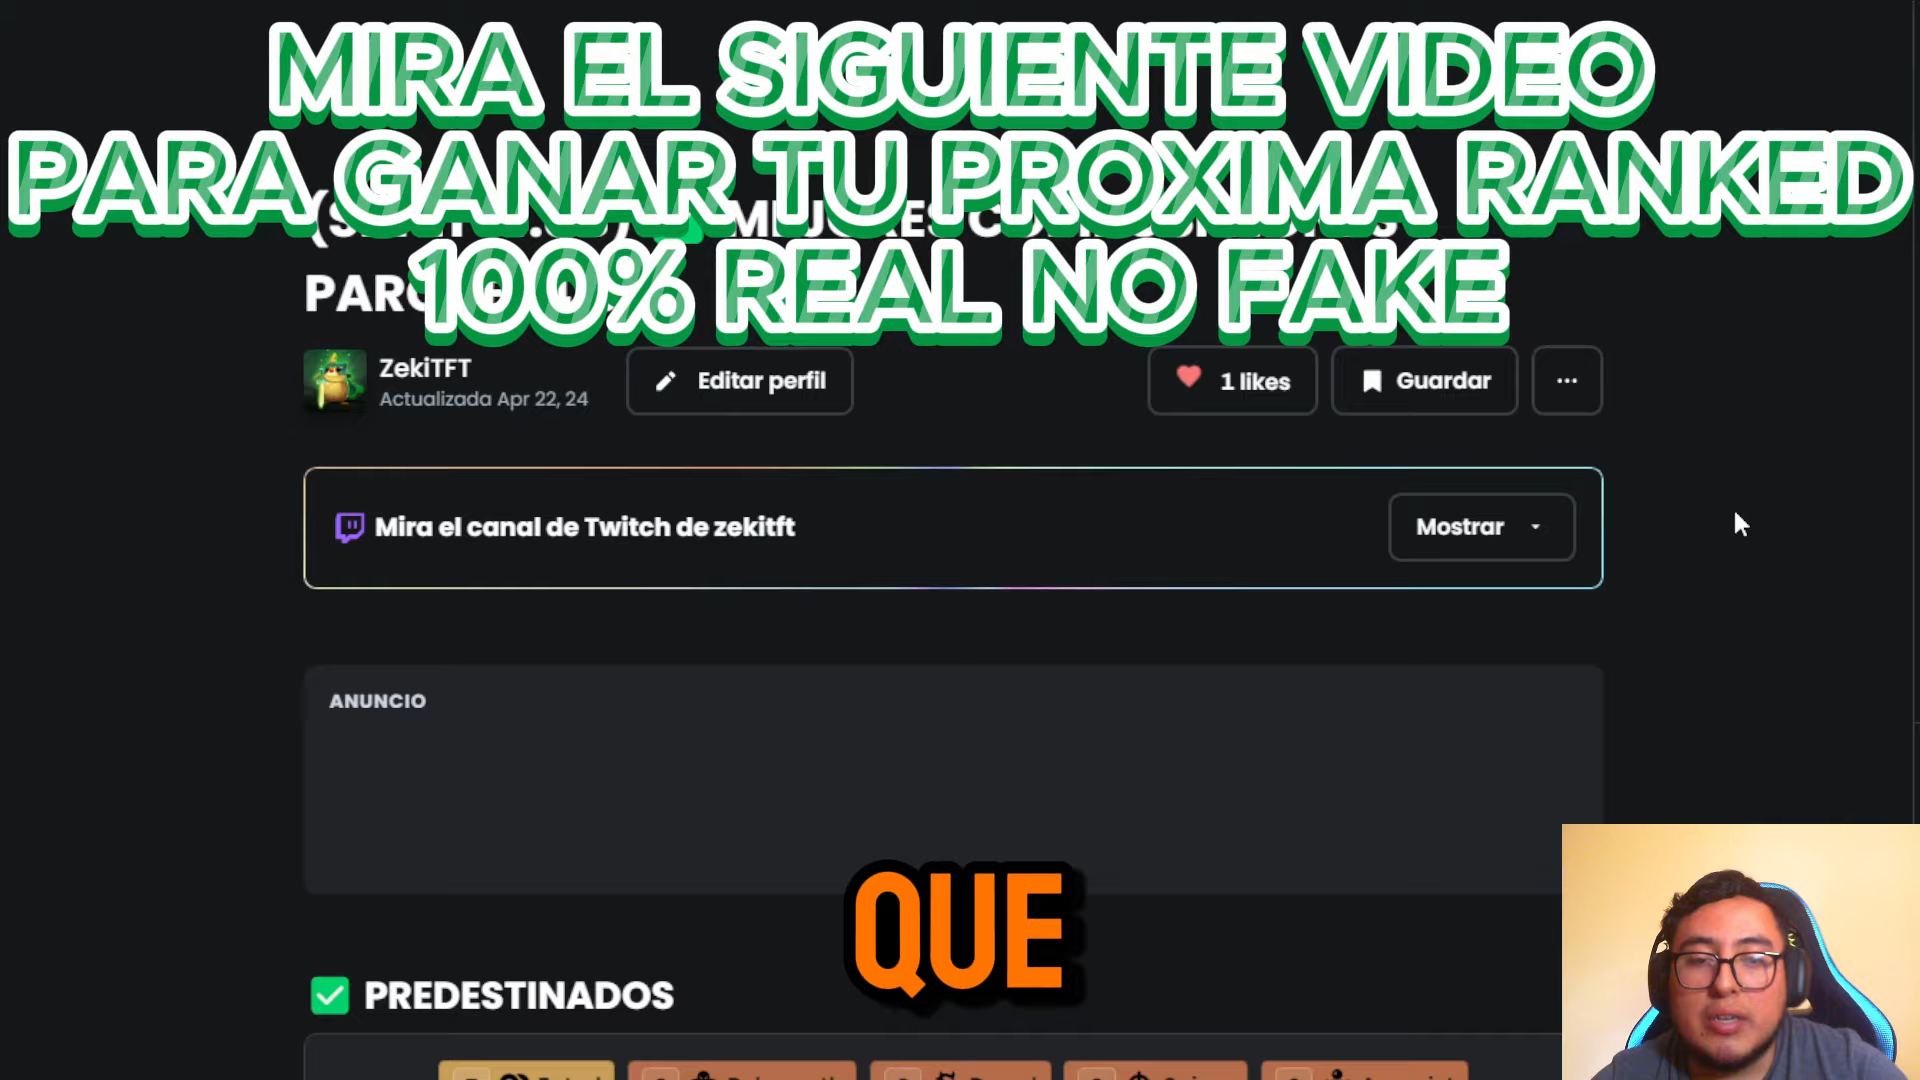 MIRA EL SIGUIENTE VIDEO
PARA GANAR TU PROXIMA RANKED
100% REAL NO FAKE
ZekiTFT
Actualizada Apr 22, 24
Editar perfil
1 likes
Guardar
Mira el canal de Twitch de zekitft
Mostrar
ANUNCIO
QUE
PREDESTINADOS